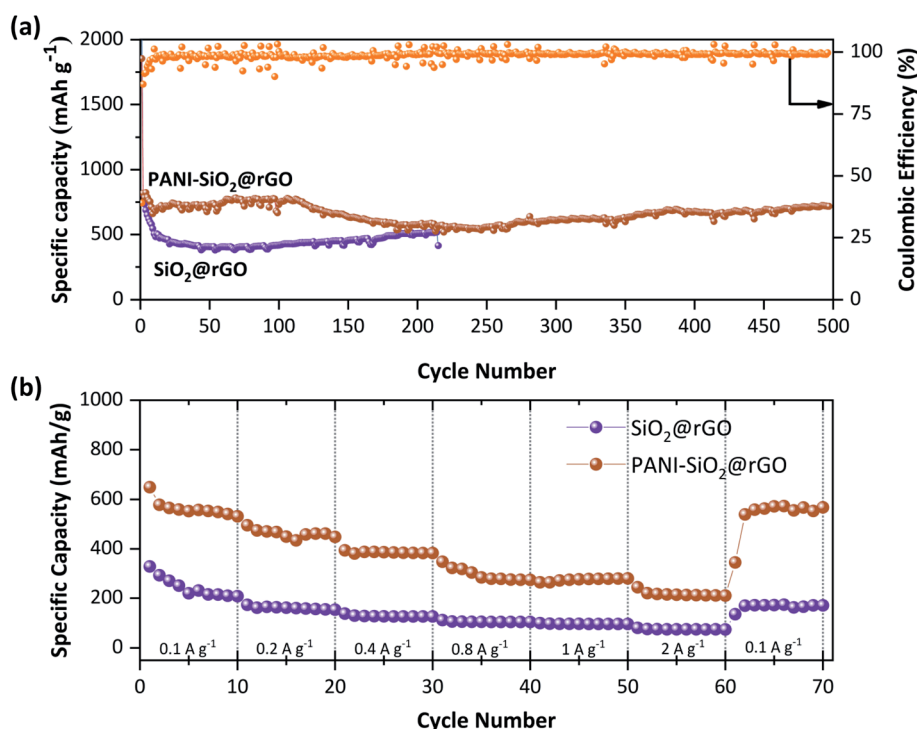 (a)
Specific capacity (mAh g⁻¹)
2000
1500
1000
500
0
PANI-SiO₂@rGO
SiO₂@rGO
100
75
50
25
0
Coulombic Efficiency (%)
0 50 100 150 200 250 300 350 400 450 500
Cycle Number
(b)
Specific Capacity (mAh/g)
1000
800
600
400
200
0
SiO₂@rGO
PANI-SiO₂@rGO
0.1 A g⁻¹ 0.2 A g⁻¹ 0.4 A g⁻¹ 0.8 A g⁻¹ 1 A g⁻¹ 2 A g⁻¹ 0.1 A g⁻¹
0 10 20 30 40 50 60 70
Cycle Number